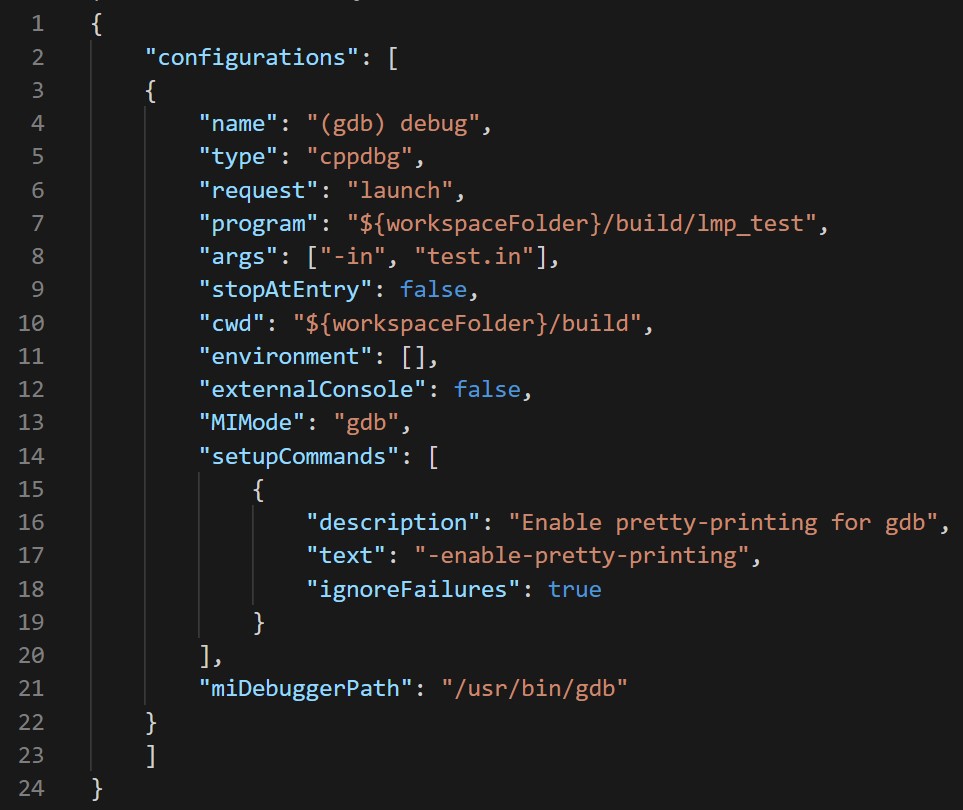 1 {
2     "configurations": [
3     {
4         "name": "(gdb) debug",
5         "type": "cppdbg",
6         "request": "launch",
7         "program": "${workspaceFolder}/build/lmp_test",
8         "args": ["-in", "test.in"],
9         "stopAtEntry": false,
10         "cwd": "${workspaceFolder}/build",
11         "environment": [],
12         "externalConsole": false,
13         "MIMode": "gdb",
14         "setupCommands": [
15             {
16                 "description": "Enable pretty-printing for gdb",
17                 "text": "-enable-pretty-printing",
18                 "ignoreFailures": true
19             }
20         ],
21         "miDebuggerPath": "/usr/bin/gdb"
22     }
23     ]
24 }